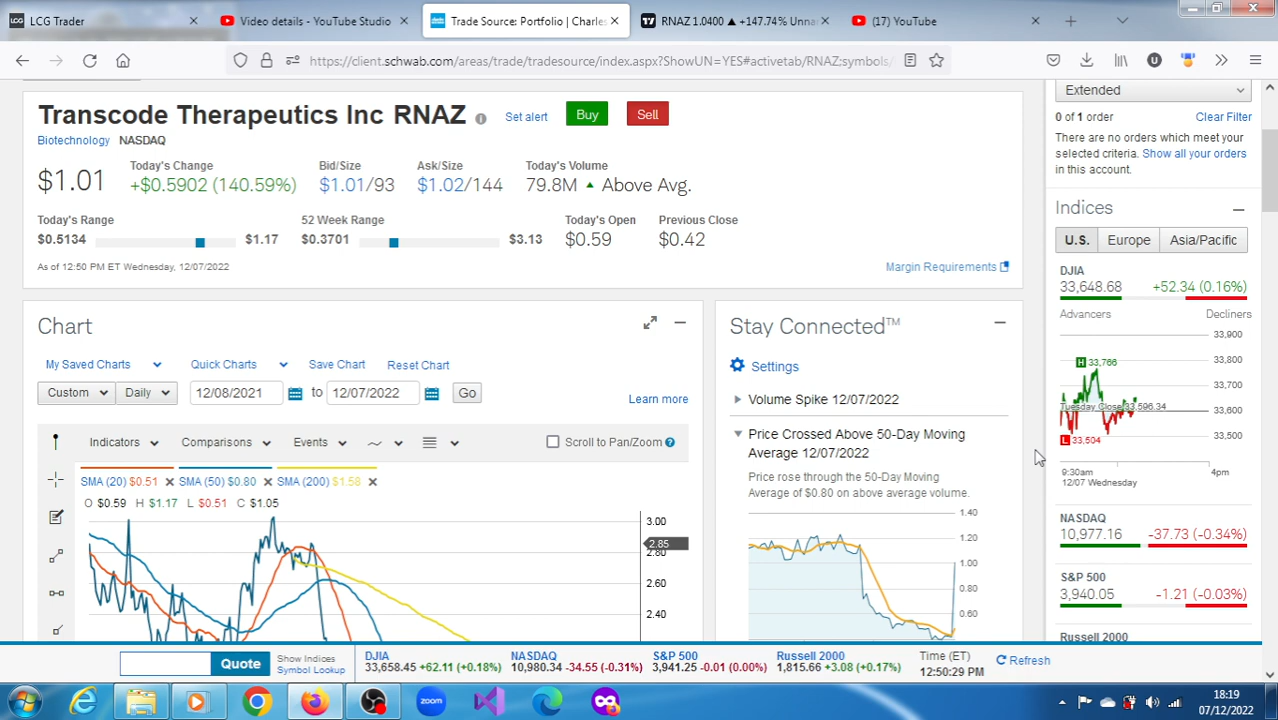 LCG Trader
Video details - YouTube Studio
Trade Source: Portfolio | Charles
RNAZ 1.0400 ▲ +147.74% Unna
(17) YouTube
https://client.schwab.com/areas/trade/tradesource/index.aspx?ShowUN=YES#activetab/RNAZ:symbols/
Transcode Therapeutics Inc RNAZ
Set alert
Buy
Sell
Biotechnology NASDAQ
Today's Change
Bid/Size
Ask/Size
Today's Volume
$1.01
+$0.5902 (140.59%)
$1.01/93
$1.02/144
79.8M ▲ Above Avg.
Today's Range
52 Week Range
Today's Open
Previous Close
$0.5134
$1.17
$0.3701
$3.13
$0.59
$0.42
As of 12:50 PM ET Wednesday, 12/07/2022
Margin Requirements
Chart
My Saved Charts
Quick Charts
Save Chart
Reset Chart
Custom
Daily
12/08/2021
to
12/07/2022
Go
Learn more
Indicators
Comparisons
Events
Scroll to Pan/Zoom
SMA (20) $0.51
SMA (50) $0.80
SMA (200) $1.58
O $0.59 H $1.17 L $0.51 C $1.05
3.00
2.85
2.80
2.60
2.40
Stay Connected™
Settings
Volume Spike 12/07/2022
Price Crossed Above 50-Day Moving
Average 12/07/2022
Price rose through the 50-Day Moving
Average of $0.80 on above average volume.
1.40
1.20
1.00
0.80
0.60
Extended
0 of 1 order
Clear Filter
There are no orders which meet your
selected criteria. Show all your orders
in this account.
Indices
U.S.
Europe
Asia/Pacific
DJIA
33,648.68
+52.34 (0.16%)
Advancers
Decliners
33,900
33,800
33,700
33,600
33,500
H 33,766
Tuesday Close 33,596.34
L 33,504
9:30am
4pm
12/07 Wednesday
NASDAQ
10,977.16
-37.73 (-0.34%)
S&P 500
3,940.05
-1.21 (-0.03%)
Russell 2000
Quote
Show Indices
Symbol Lookup
DJIA
33,658.45 +62.11 (+0.18%)
NASDAQ
10,980.34 -34.55 (-0.31%)
S&P 500
3,941.25 -0.01 (0.00%)
Russell 2000
1,815.66 +3.08 (+0.17%)
Time (ET)
12:50:29 PM
Refresh
zoom
18:19
07/12/2022